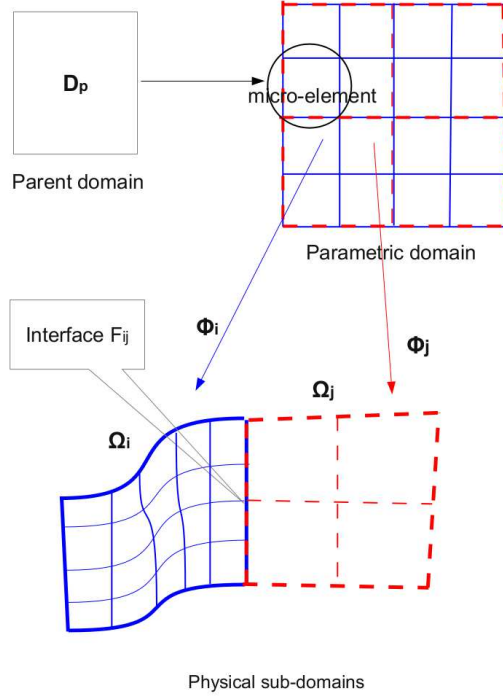 Dp
micro-element
Parent domain
Parametric domain
Interface Fij
Φi
Φj
Ωi
Ωj
Physical sub-domains